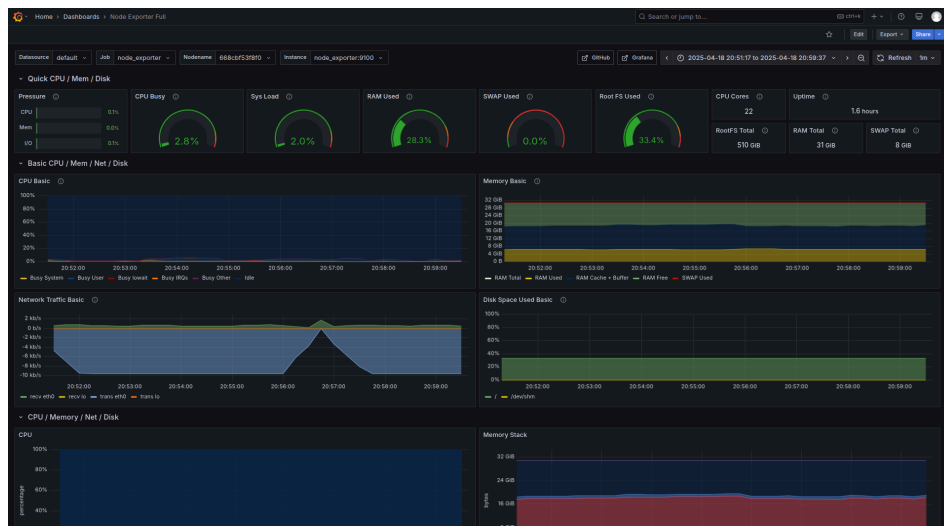 Home > Dashboards > Node Exporter Full
Search or jump to...
ctrl+k
Edit
Export
Share
Datasource default
Job node_exporter
Nodename 668cbf53f8f0
Instance node_exporter:9100
GitHub
Grafana
2025-04-18 20:51:17 to 2025-04-18 20:59:37
Refresh 1m
Quick CPU / Mem / Disk
Pressure
CPU 0.1%
Mem 0.0%
I/O 0.1%
CPU Busy
2.8%
Sys Load
2.0%
RAM Used
28.3%
SWAP Used
0.0%
Root FS Used
33.4%
CPU Cores
22
Uptime
1.6 hours
RootFS Total
510 GiB
RAM Total
31 GiB
SWAP Total
8 GiB
Basic CPU / Mem / Net / Disk
CPU Basic
100%
80%
60%
40%
20%
0%
20:52:00 20:53:00 20:54:00 20:55:00 20:56:00 20:57:00 20:58:00 20:59:00
Busy System Busy User Busy Iowait Busy IRQs Busy Other Idle
Memory Basic
32 GiB
28 GiB
24 GiB
20 GiB
16 GiB
12 GiB
8 GiB
4 GiB
0 B
20:52:00 20:53:00 20:54:00 20:55:00 20:56:00 20:57:00 20:58:00 20:59:00
RAM Total RAM Used RAM Cache + Buffer RAM Free SWAP Used
Network Traffic Basic
2 kb/s
0 b/s
-2 kb/s
-4 kb/s
-6 kb/s
-8 kb/s
-10 kb/s
20:52:00 20:53:00 20:54:00 20:55:00 20:56:00 20:57:00 20:58:00 20:59:00
recv eth0 recv lo trans eth0 trans lo
Disk Space Used Basic
100%
80%
60%
40%
20%
0%
20:52:00 20:53:00 20:54:00 20:55:00 20:56:00 20:57:00 20:58:00 20:59:00
/ /dev/shm
CPU / Memory / Net / Disk
CPU
100%
80%
60%
40%
percentage
Memory Stack
32 GiB
24 GiB
16 GiB
bytes